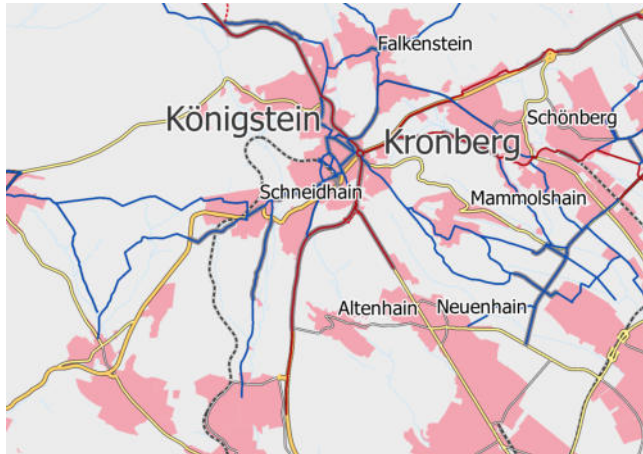 Falkenstein
Königstein
Schönberg
Kronberg
Schneidhain
Mammolshain
Altenhain
Neuenhain